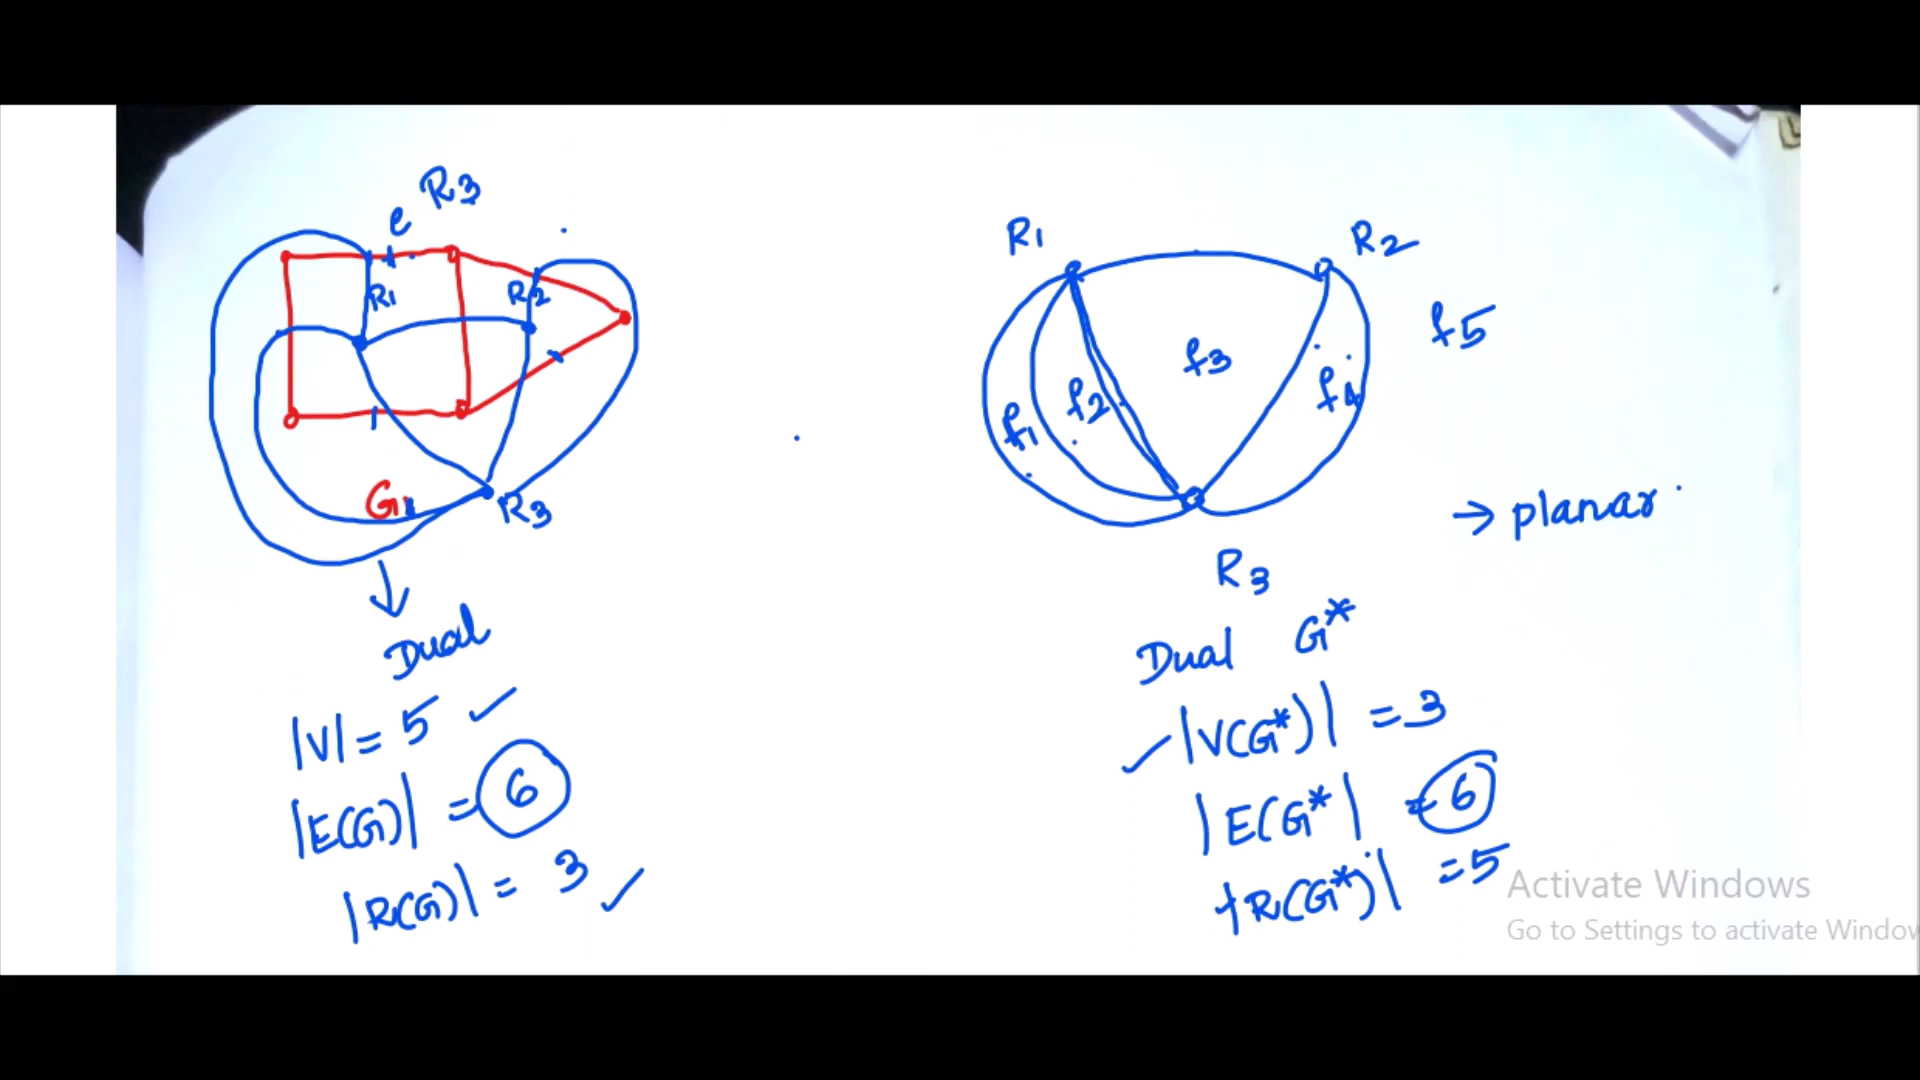 R3
e
R1
R2
G
R3
Dual
|V| = 5 ✓
|E(G)| = 6
|R(G)| = 3 ✓
R1
R2
f1
f2
f3
f4
f5
→ planar
R3
Dual G*
✓ |V(G*)| = 3
|E(G*| = 6
|R(G*)| = 5
Activate Windows
Go to Settings to activate Window